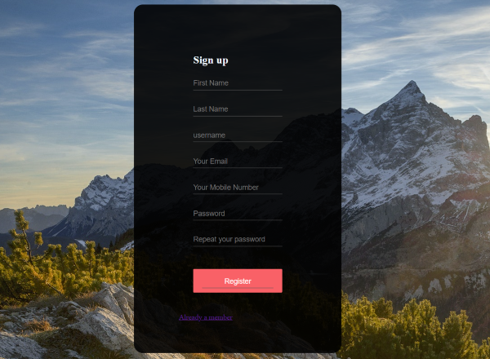 Sign up
First Name
Last Name
username
Your Email
Your Mobile Number
Password
Repeat your password
Register
Already a member